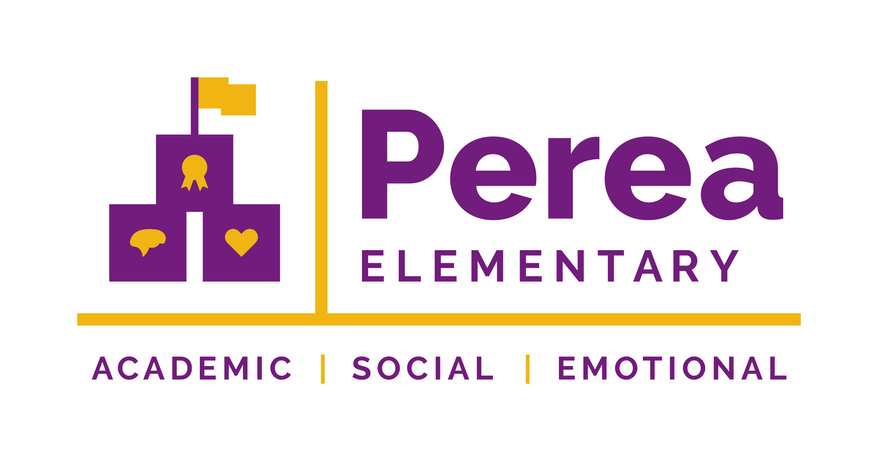 Perea
ELEMENTARY
ACADEMIC | SOCIAL | EMOTIONAL